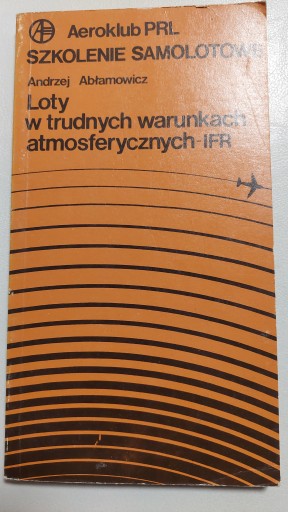 Aeroklub PRL
SZKOLENIE SAMOLOTOWE
Andrzej Abłamowicz
Loty
w trudnych warunkach
atmosferycznych-IFR